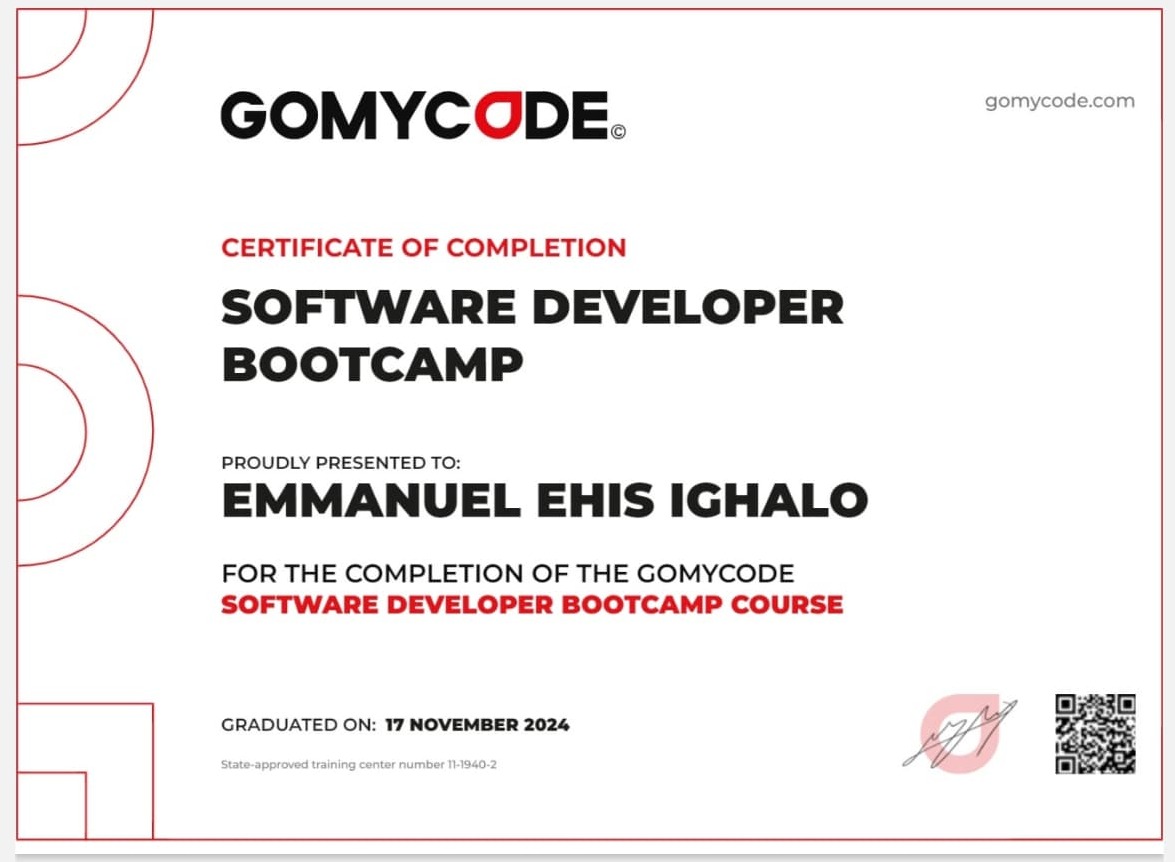 GOMYCODE©
gomycode.com
CERTIFICATE OF COMPLETION
SOFTWARE DEVELOPER
BOOTCAMP
PROUDLY PRESENTED TO:
EMMANUEL EHIS IGHALO
FOR THE COMPLETION OF THE GOMYCODE
SOFTWARE DEVELOPER BOOTCAMP COURSE
GRADUATED ON: 17 NOVEMBER 2024
State-approved training center number 11-1940-2